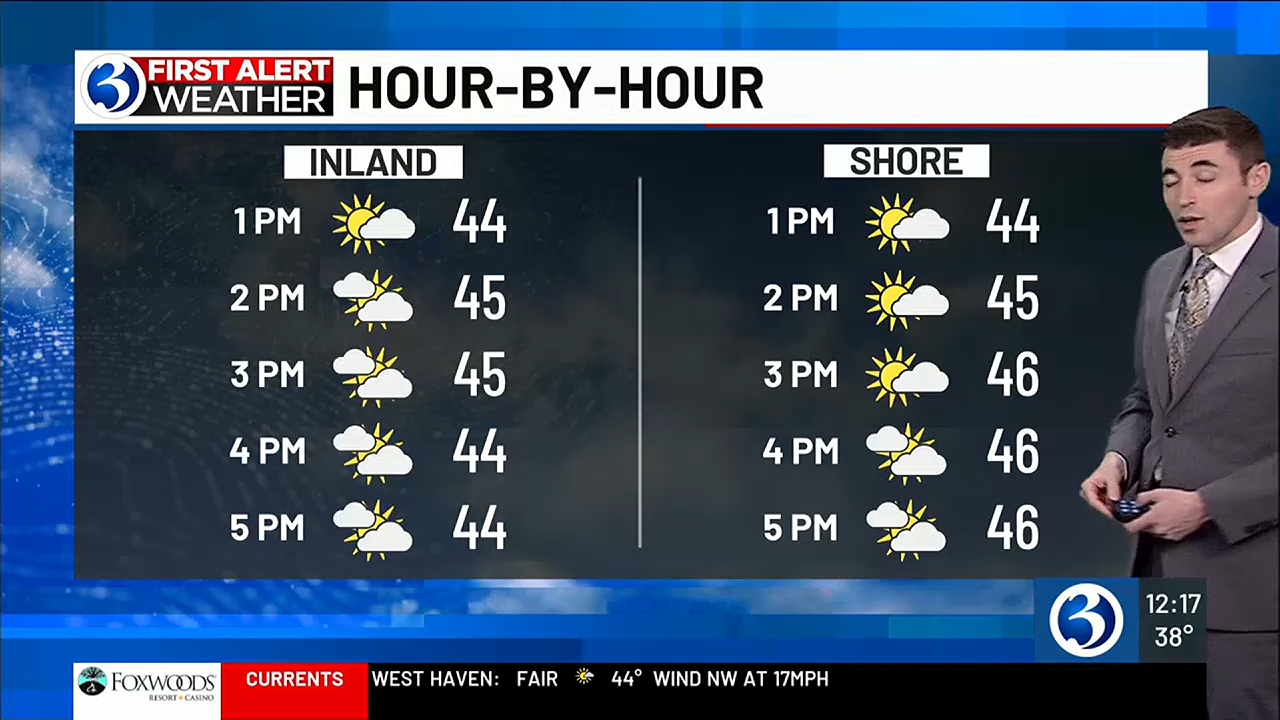 3 FIRST ALERT
WEATHER
HOUR-BY-HOUR
INLAND
1 PM 44
2 PM 45
3 PM 45
4 PM 44
5 PM 44
SHORE
1 PM 44
2 PM 45
3 PM 46
4 PM 46
5 PM 46
3
12:17
38°
FOXWOODS
RESORT • CASINO
CURRENTS
WEST HAVEN: FAIR 44° WIND NW AT 17MPH